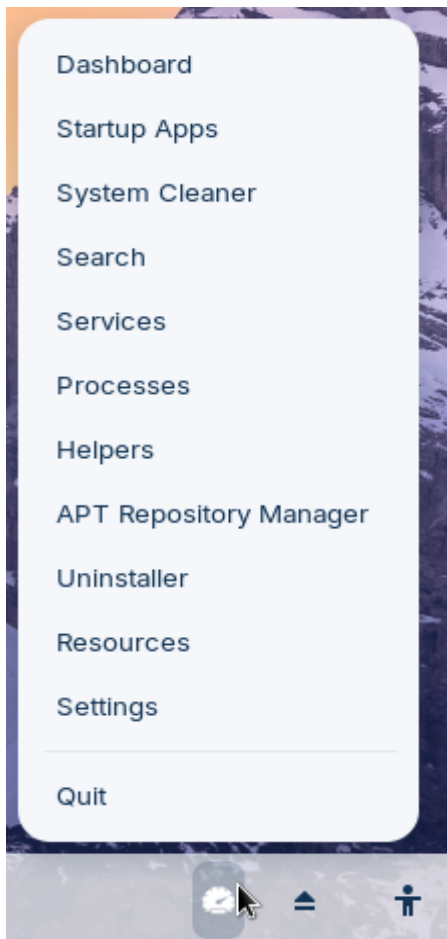 Dashboard
Startup Apps
System Cleaner
Search
Services
Processes
Helpers
APT Repository Manager
Uninstaller
Resources
Settings
Quit